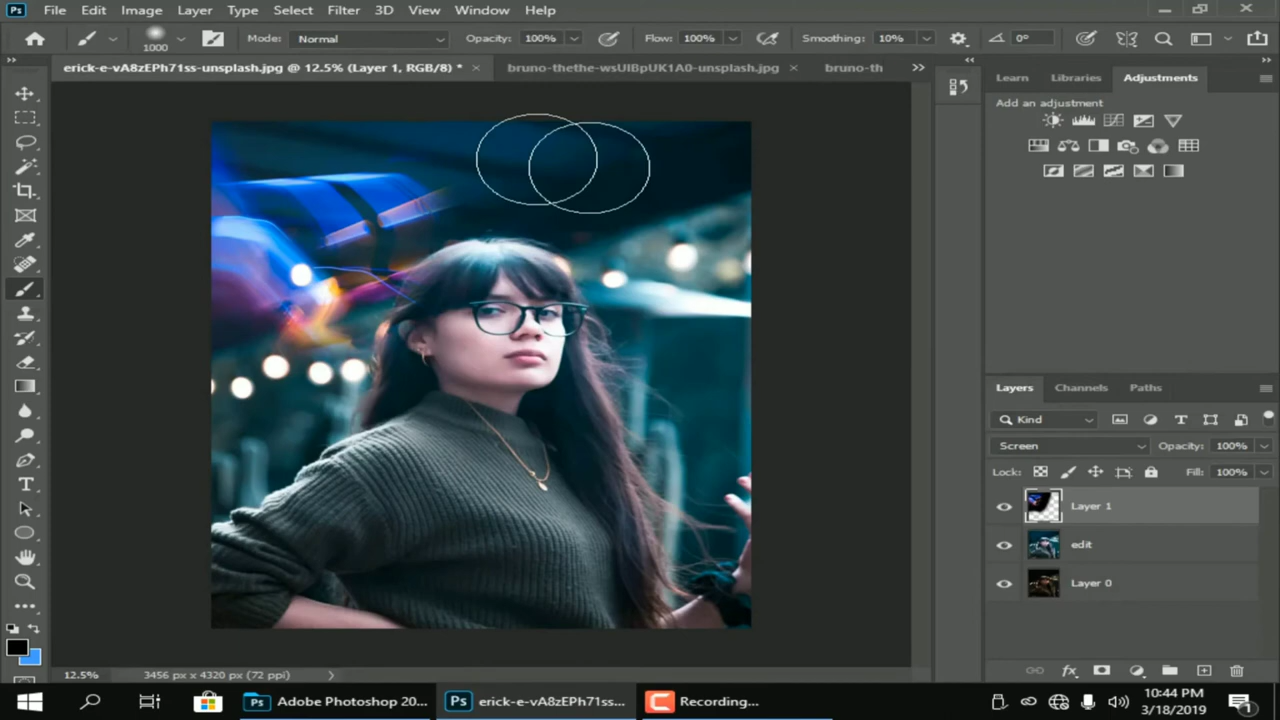 Ps File Edit Image Layer Type Select Filter 3D View Window Help
1000 Mode: Normal Opacity: 100% Flow: 100% Smoothing: 10% 0°
erick-e-vA8zEPh71ss-unsplash.jpg @ 12.5% (Layer 1, RGB/8) * × bruno-thethe-wsUIBpUK1A0-unsplash.jpg × bruno-th
Learn Libraries Adjustments
Add an adjustment
Layers Channels Paths
Kind
Screen Opacity: 100%
Lock: Fill: 100%
Layer 1
edit
Layer 0
12.5% 3456 px x 4320 px (72 ppi)
Ps Adobe Photoshop 20... Ps erick-e-vA8zEPh71ss... Recording...
10:44 PM
3/18/2019
1